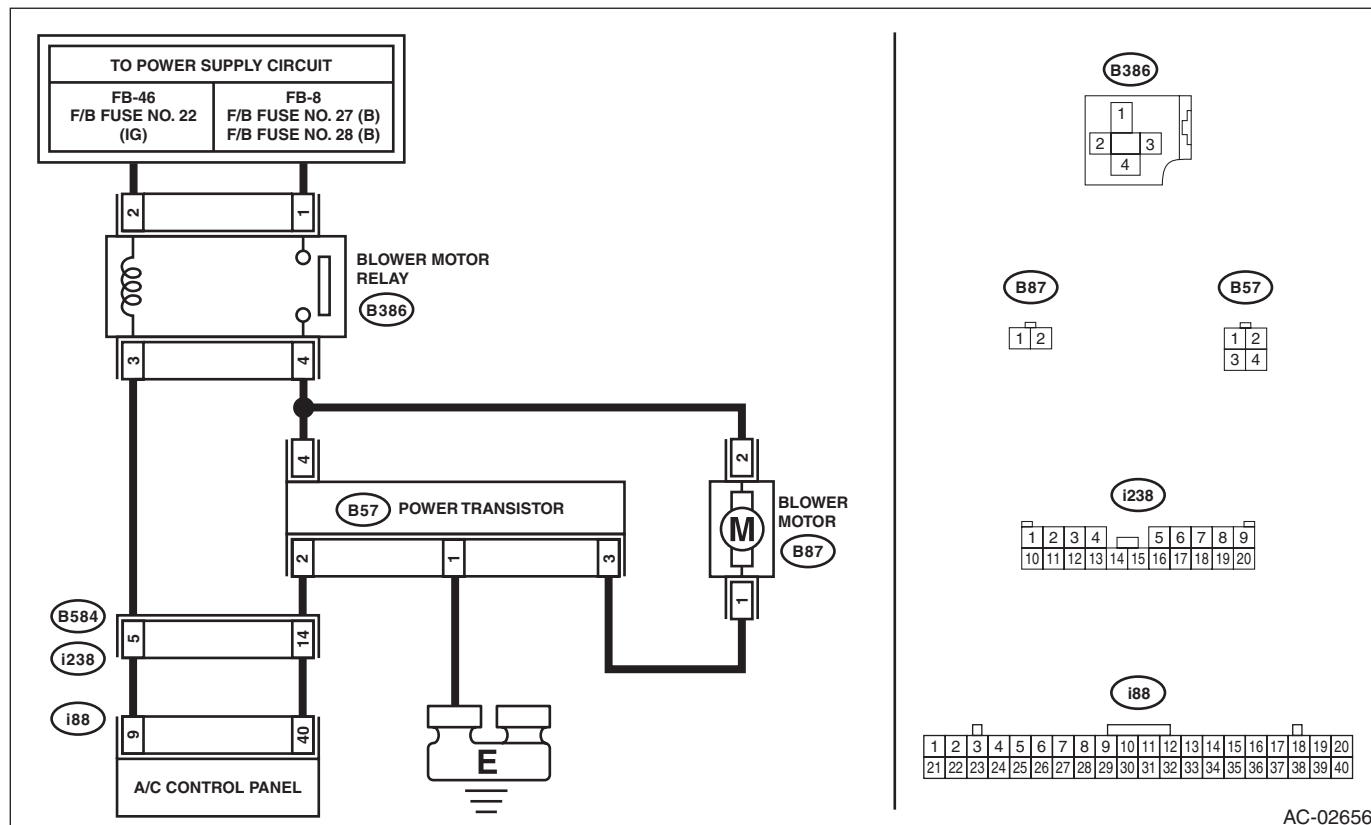 TO POWER SUPPLY CIRCUIT
FB-46
F/B FUSE NO. 22
(IG)
FB-8
F/B FUSE NO. 27 (B)
F/B FUSE NO. 28 (B)
2
1
BLOWER MOTOR
RELAY
B386
3
4
4
B57 POWER TRANSISTOR
2
1
3
2
M
BLOWER
MOTOR
B87
1
B584
5
14
i238
i88
9
40
A/C CONTROL PANEL
E
B386
1
2 3
4
B87
1 2
B57
1 2
3 4
i238
1 2 3 4 5 6 7 8 9
10 11 12 13 14 15 16 17 18 19 20
i88
1 2 3 4 5 6 7 8 9 10 11 12 13 14 15 16 17 18 19 20
21 22 23 24 25 26 27 28 29 30 31 32 33 34 35 36 37 38 39 40
AC-02656